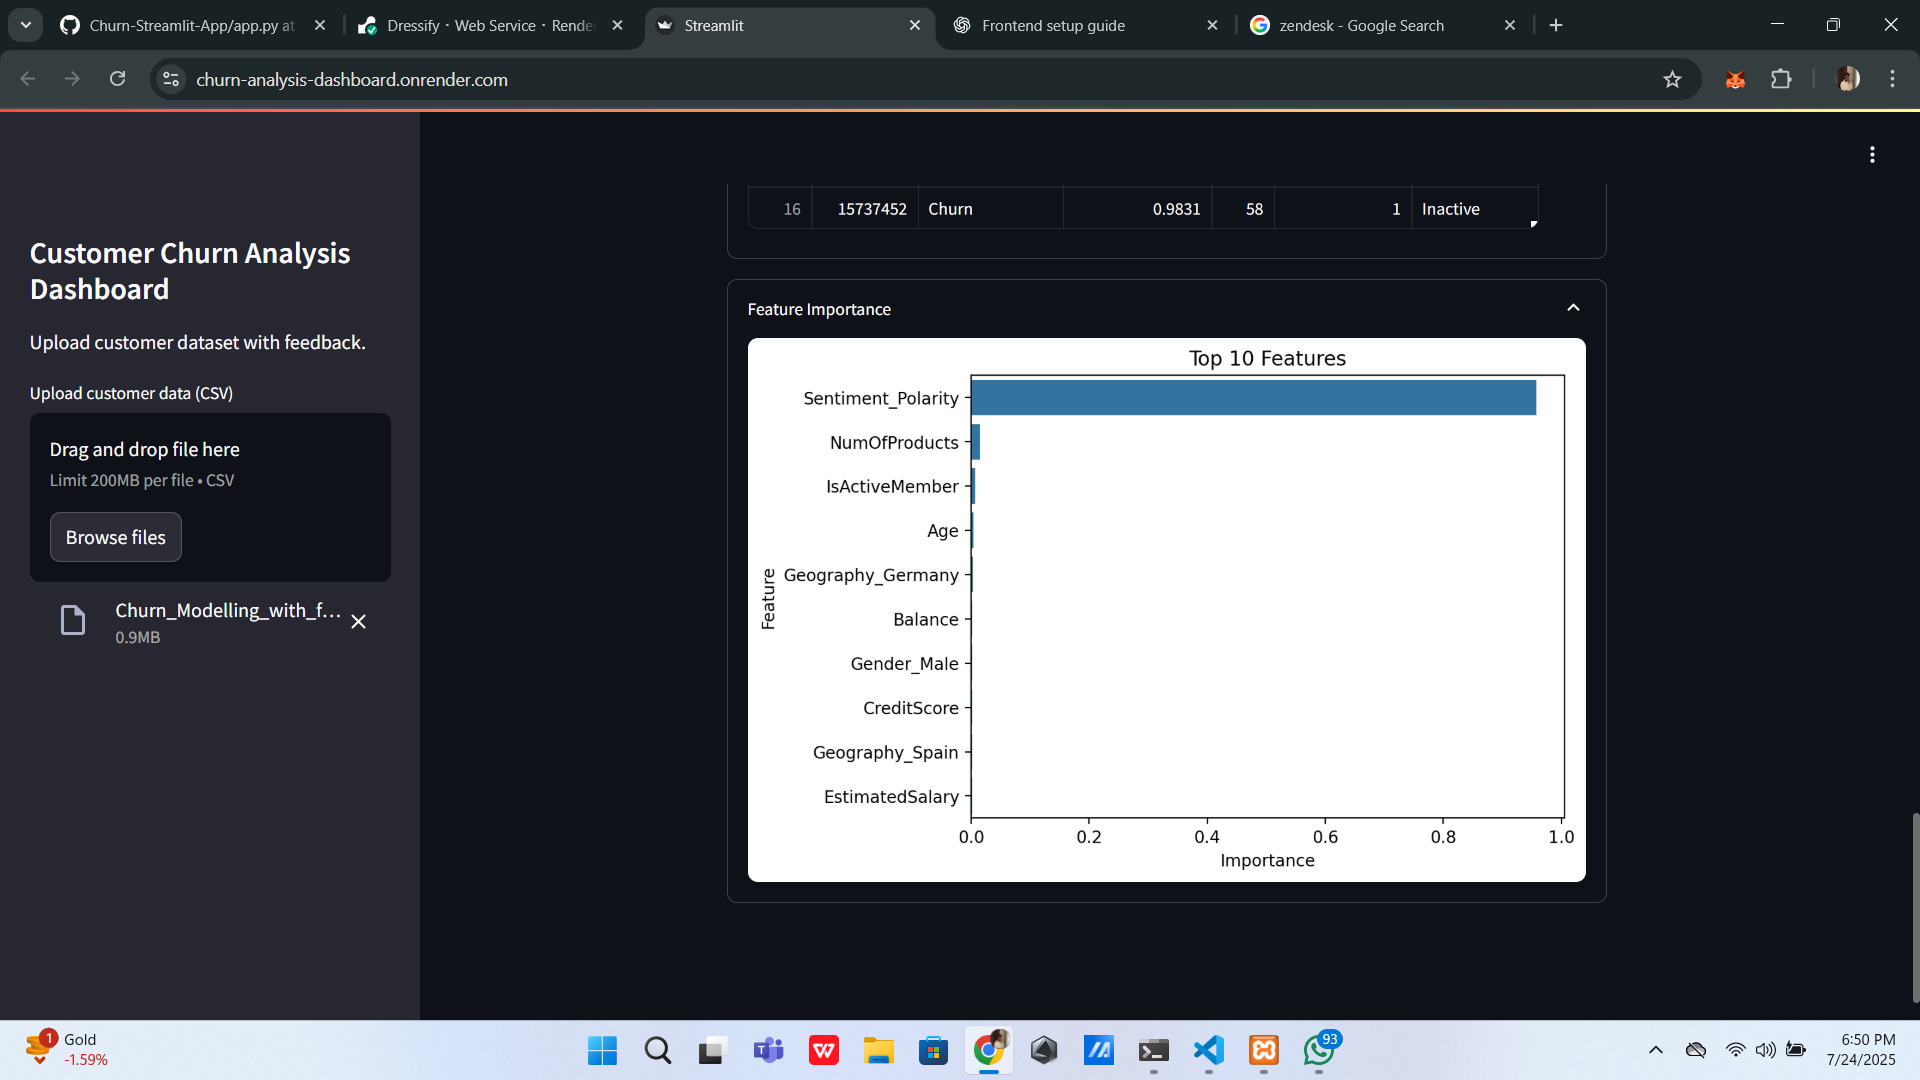 Churn-Streamlit-App/app.py at
Dressify · Web Service · Render
Streamlit
Frontend setup guide
zendesk - Google Search
churn-analysis-dashboard.onrender.com
Customer Churn Analysis
Dashboard
Upload customer dataset with feedback.
Upload customer data (CSV)
Drag and drop file here
Limit 200MB per file • CSV
Browse files
Churn_Modelling_with_f...
0.9MB
16 15737452 Churn 0.9831 58 1 Inactive
Feature Importance
Top 10 Features
Sentiment_Polarity
NumOfProducts
IsActiveMember
Age
Geography_Germany
Balance
Gender_Male
CreditScore
Geography_Spain
EstimatedSalary
Feature
0.0 0.2 0.4 0.6 0.8 1.0
Importance
1
Gold
-1.59%
93
6:50 PM
7/24/2025